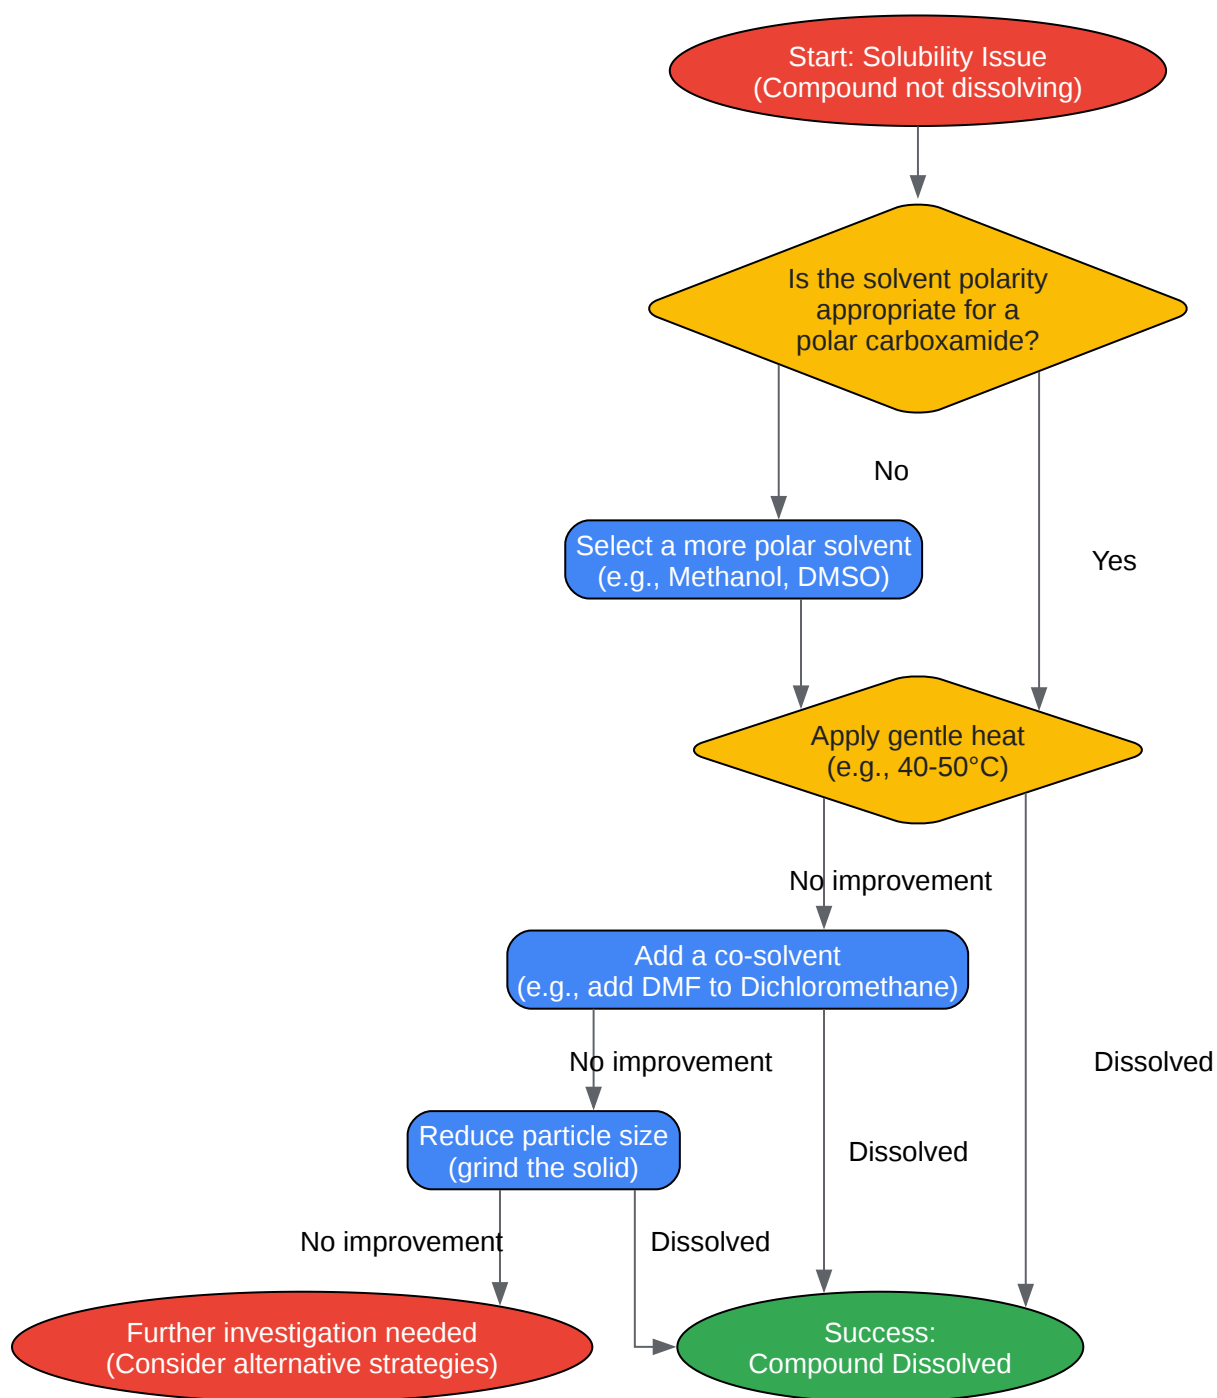 Start: Solubility Issue
(Compound not dissolving)
Is the solvent polarity
appropriate for a
polar carboxamide?
No
Select a more polar solvent
(e.g., Methanol, DMSO)
Yes
Apply gentle heat
(e.g., 40-50°C)
No improvement
Add a co-solvent
(e.g., add DMF to Dichloromethane)
No improvement
Dissolved
Reduce particle size
(grind the solid)
Dissolved
No improvement
Dissolved
Further investigation needed
(Consider alternative strategies)
Success:
Compound Dissolved